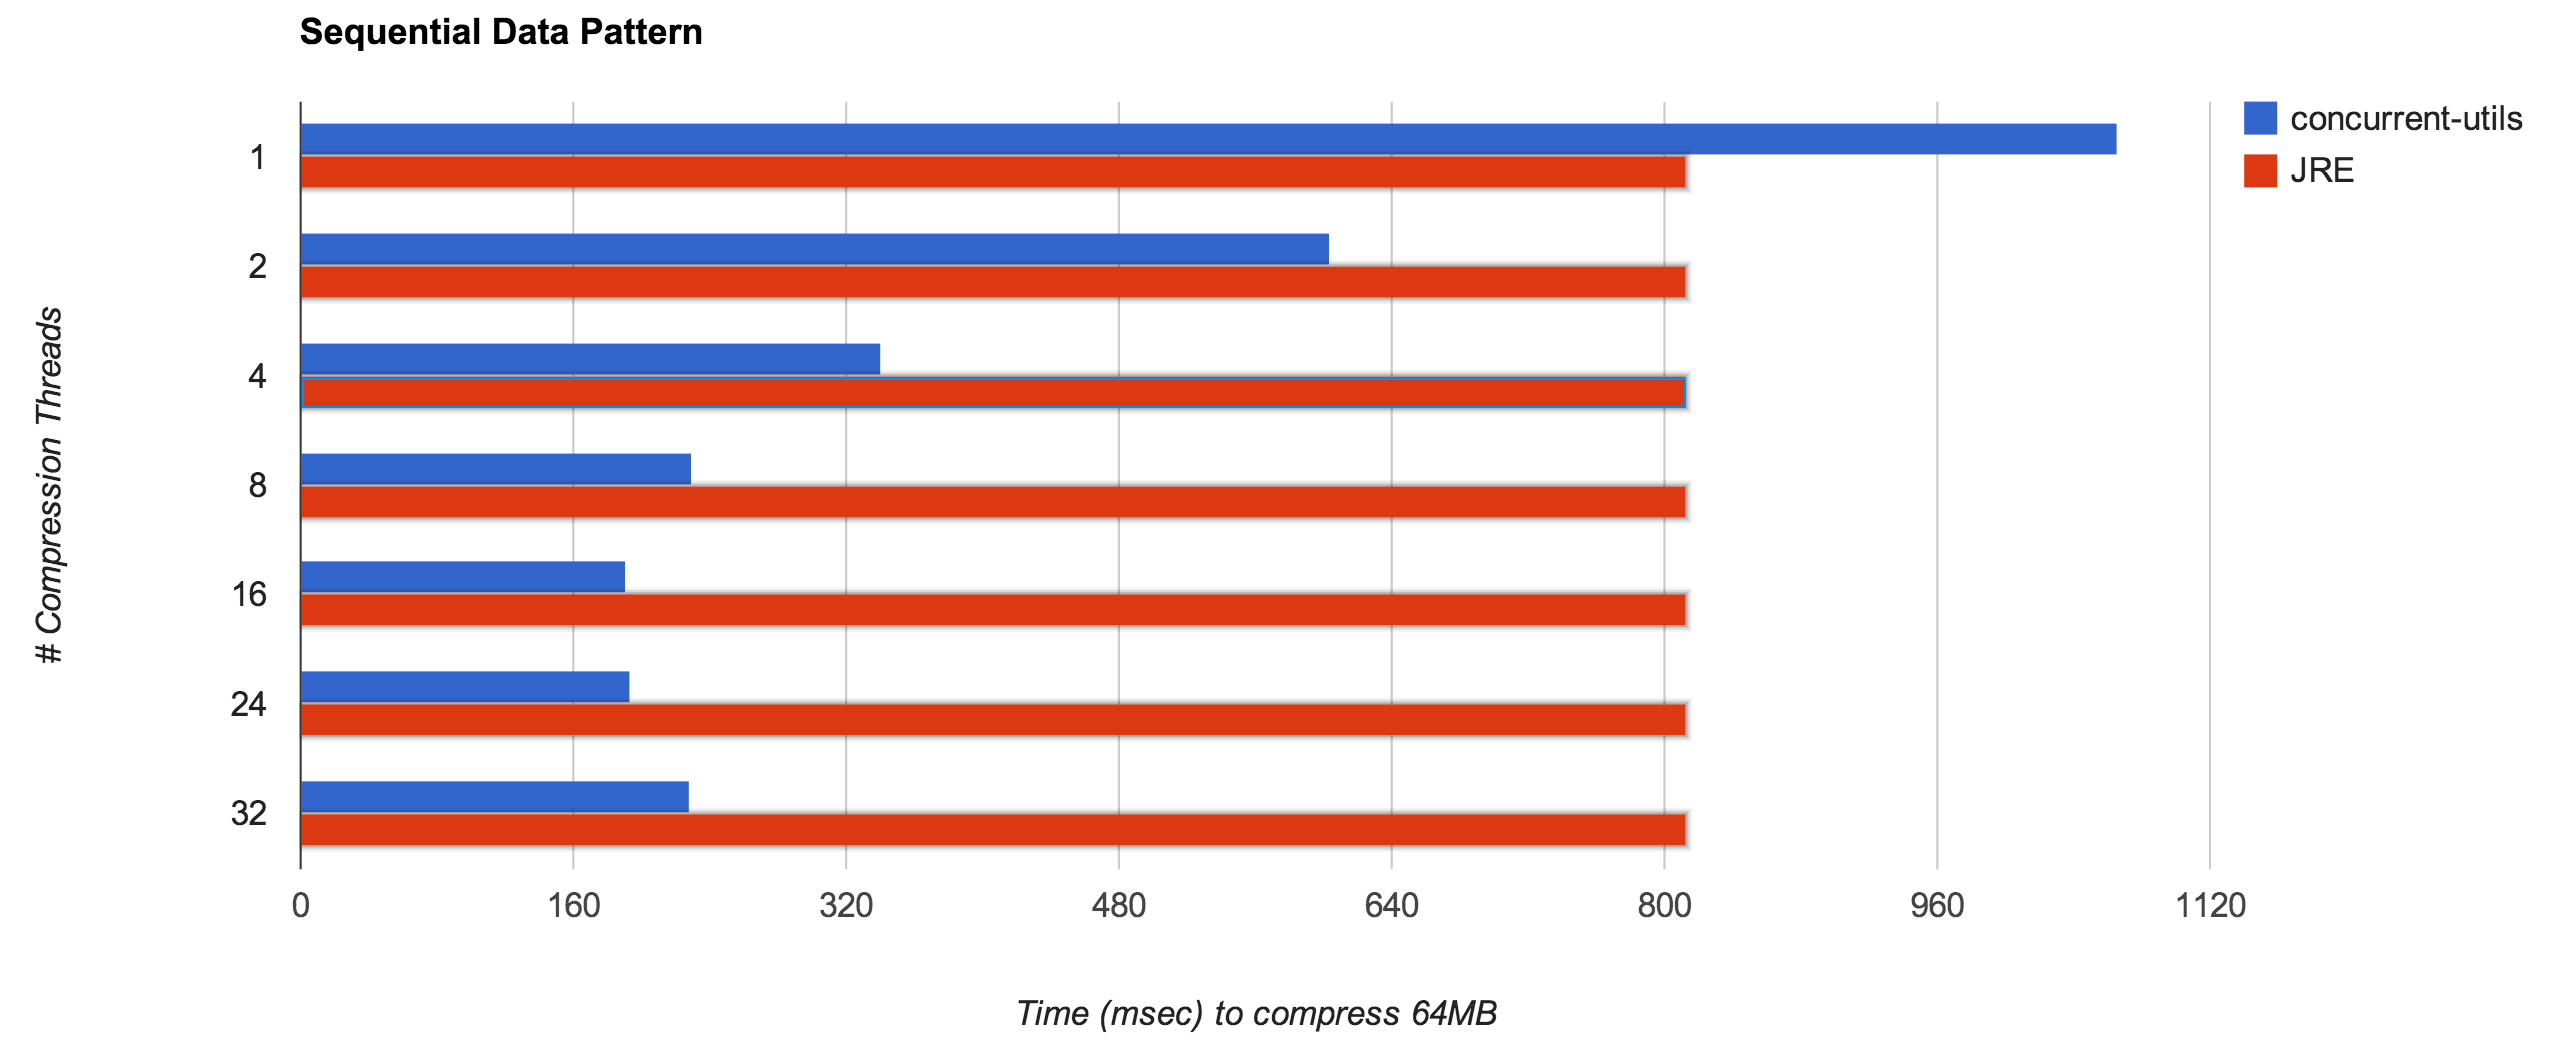 Sequential Data Pattern
concurrent-utils
JRE
# Compression Threads
1
2
4
8
16
24
32
0 160 320 480 640 800 960 1120
Time (msec) to compress 64MB